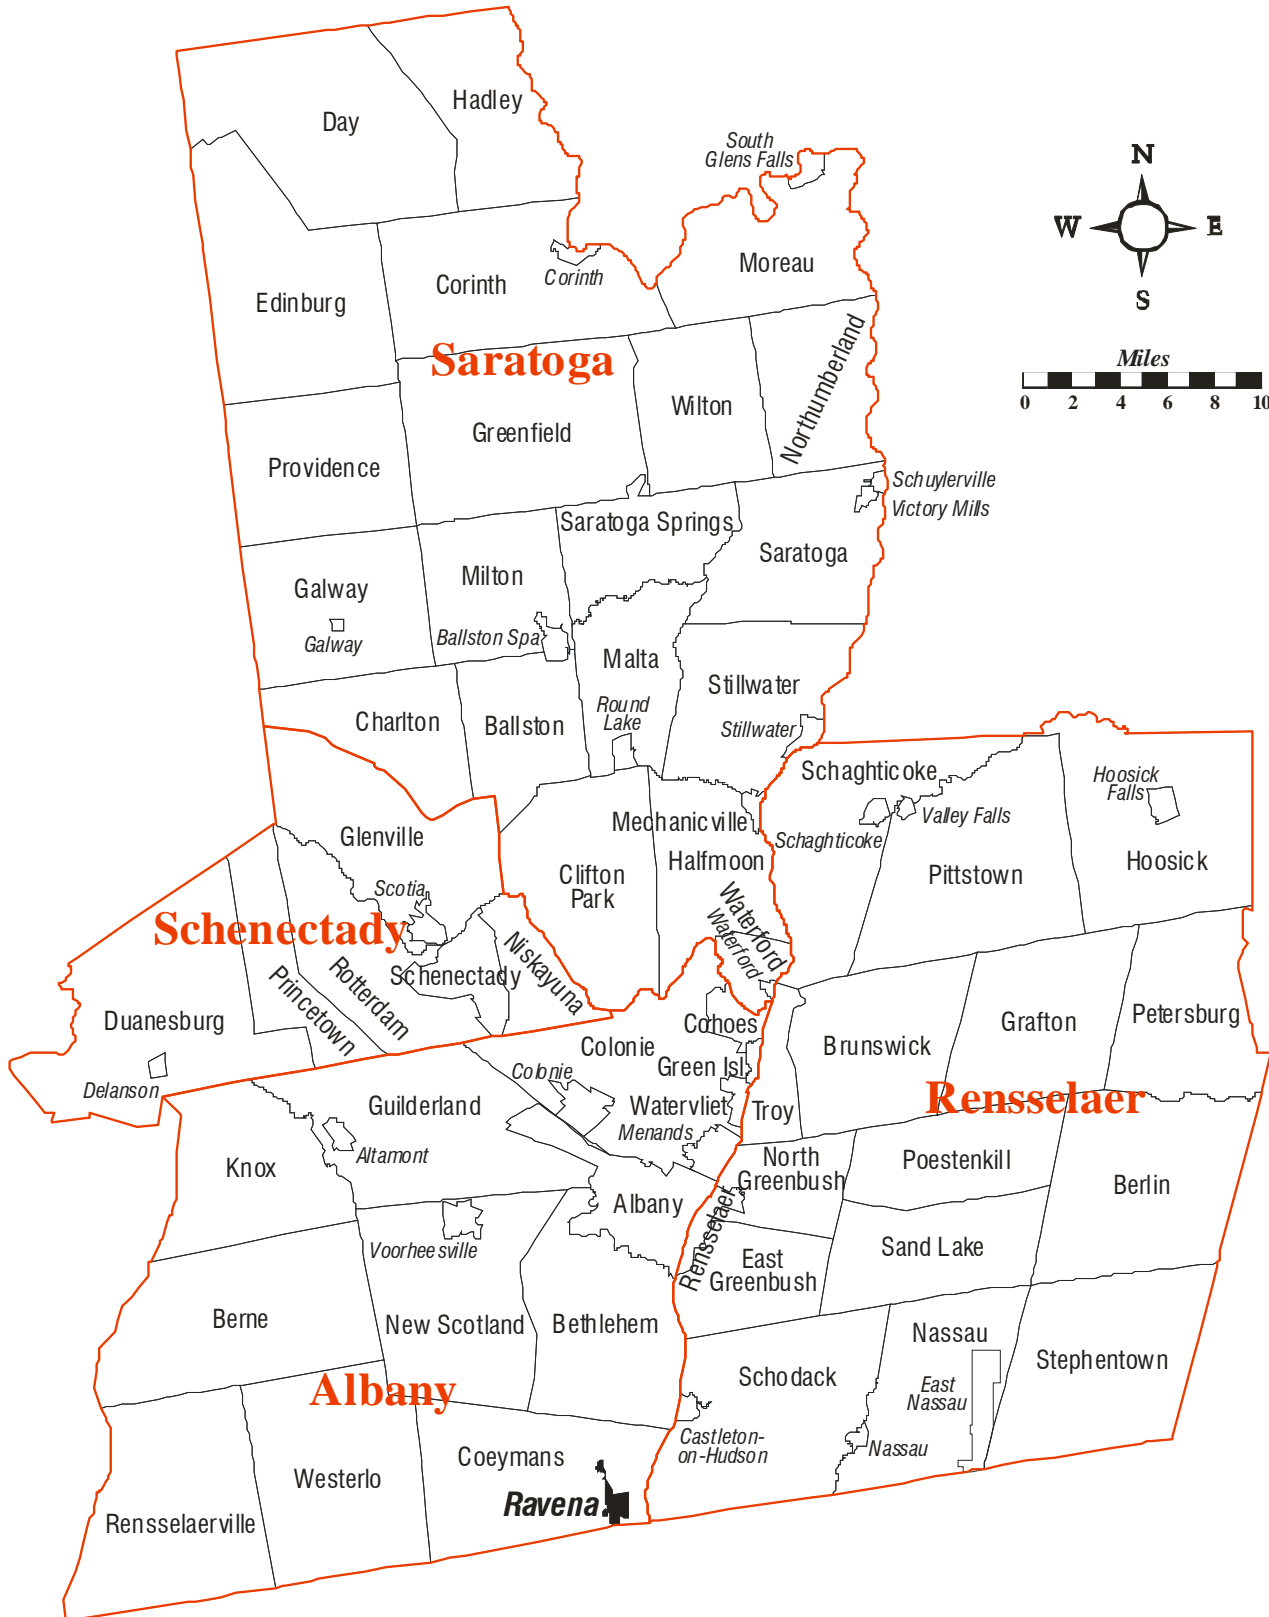 Hadley
Day
South
Glens Falls
N
W
E
S
Moreau
Corinth
Corinth
Edinburg
Saratoga
Miles
0 2 4 6 8 10
Northumberland
Wilton
Greenfield
Providence
Schuylerville
Victory Mills
Saratoga Springs
Saratoga
Milton
Galway
Galway
Ballston Spa
Malta
Stillwater
Round
Lake
Stillwater
Charlton
Ballston
Schaghticoke
Hoosick
Falls
Valley Falls
Schaghticoke
Mechanicville
Halfmoon
Hoosick
Pittstown
Glenville
Clifton
Park
Scotia
Waterford
Waterford
Schenectady
Schenectady
Niskayuna
Rotterdam
Princetown
Duanesburg
Delanson
Cohoes
Colonie
Green Isl.
Colonie
Watervliet
Menands
Troy
Brunswick
Grafton
Petersburg
Rensselaer
Guilderland
Altamont
Knox
North
Greenbush
Poestenkill
Berlin
Albany
Rensselaer
Voorheesville
East
Greenbush
Sand Lake
Berne
New Scotland
Bethlehem
Nassau
Stephentown
Schodack
East
Nassau
Albany
Castleton-
on-Hudson
Nassau
Coeymans
Westerlo
Ravena
Rensselaerville